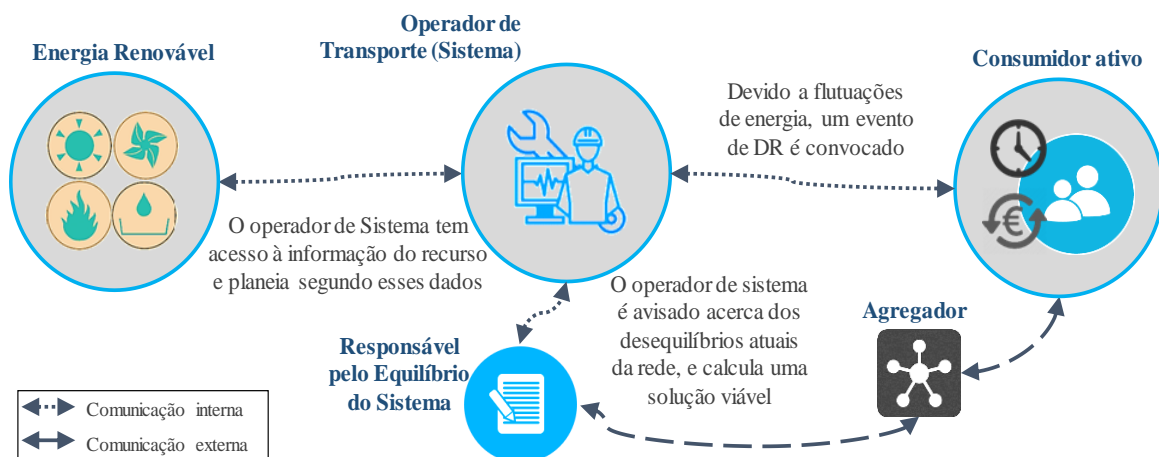 Energia Renovável
Operador de
Transporte (Sistema)
Consumidor ativo
Devido a flutuações
de energia, um evento
de DR é convocado
€
O operador de Sistema tem
acesso à informação do recurso
e planeia segundo esses dados
O operador de sistema
é avisado acerca dos
desequilíbrios atuais
da rede, e calcula uma
solução viável
Agregador
Responsável
pelo Equilíbrio
do Sistema
Comunicação interna
Comunicação externa